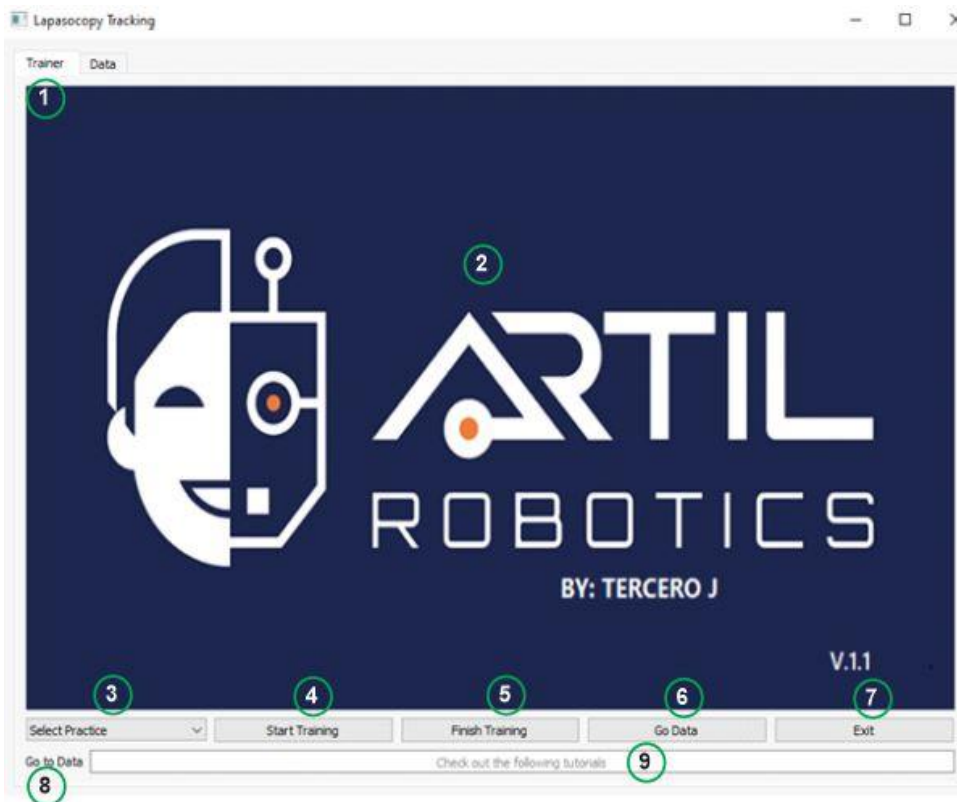 Lapasocopy Tracking
Trainer Data
1
2
ARTIL
ROBOTICS
BY: TERCERO J
V.1.1
3 4 5 6 7
Select Practice Start Training Finish Training Go Data Exit
Go to Data Check out the following tutorials 9
8